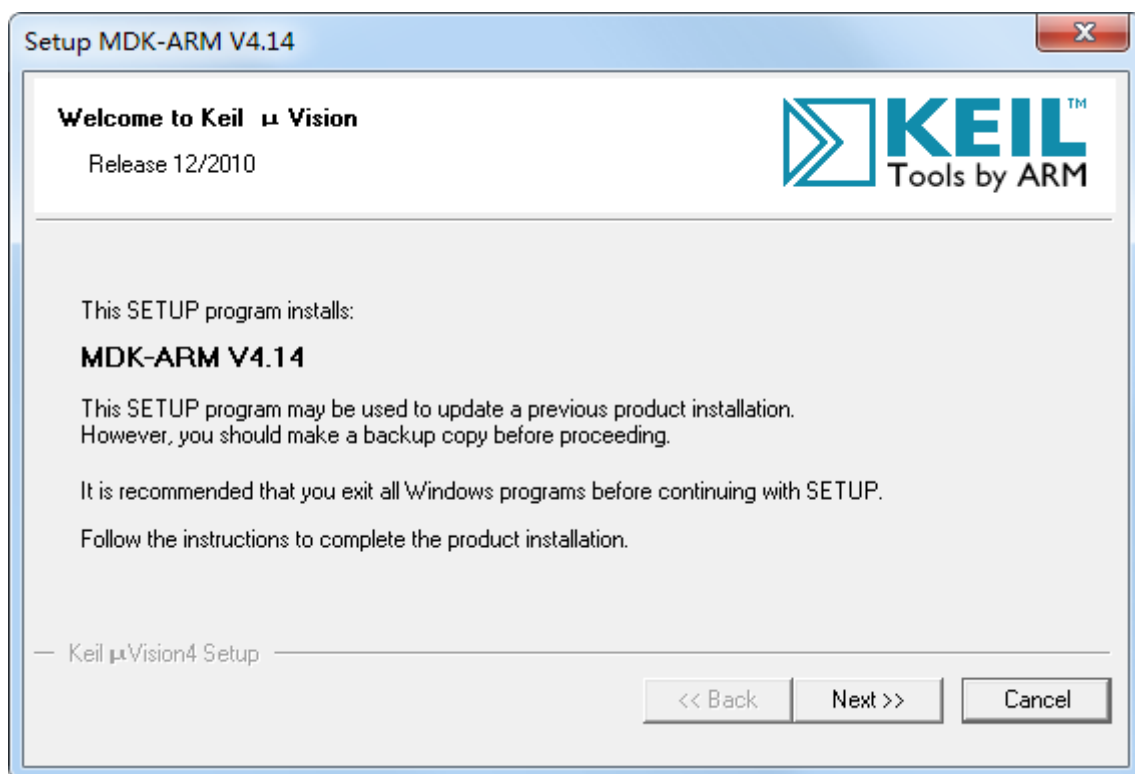 Setup MDK-ARM V4.14
Welcome to Keil μ Vision
Release 12/2010
KEIL™
Tools by ARM
This SETUP program installs:
MDK-ARM V4.14
This SETUP program may be used to update a previous product installation.
However, you should make a backup copy before proceeding.
It is recommended that you exit all Windows programs before continuing with SETUP.
Follow the instructions to complete the product installation.
Keil μVision4 Setup
<< Back
Next >>
Cancel